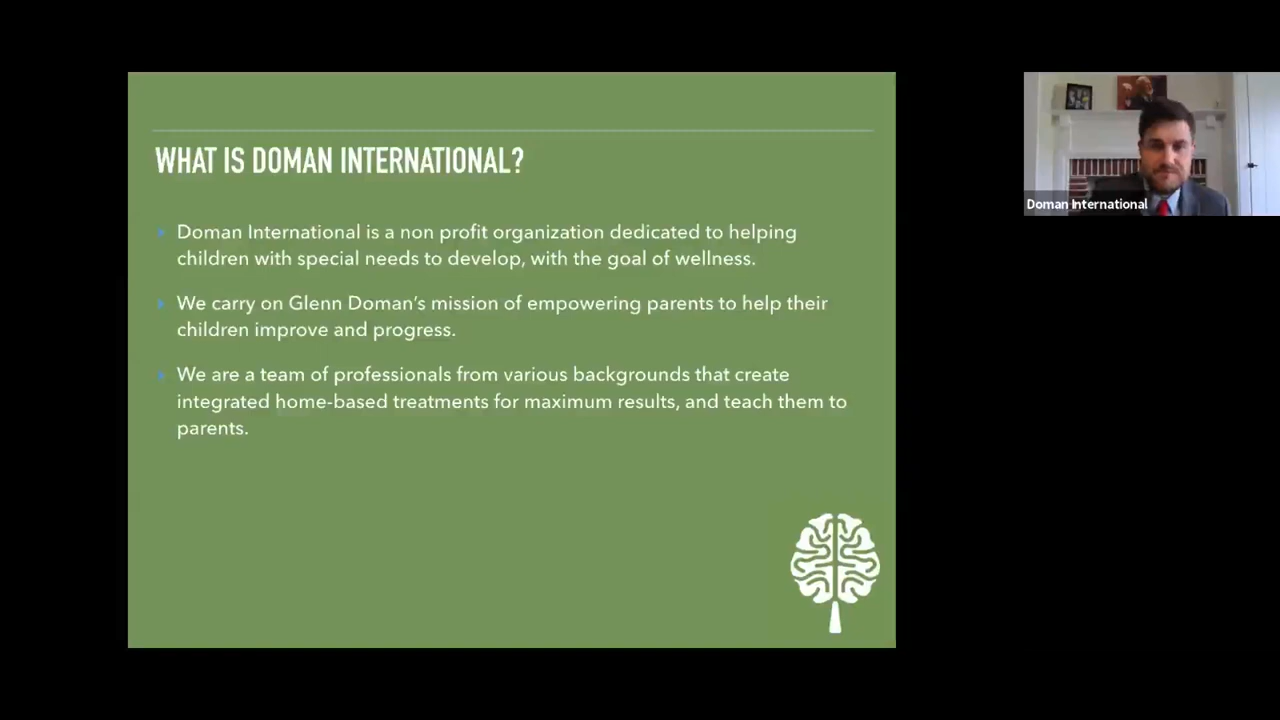 WHAT IS DOMAN INTERNATIONAL?
Doman International is a non profit organization dedicated to helping
children with special needs to develop, with the goal of wellness.
We carry on Glenn Doman's mission of empowering parents to help their
children improve and progress.
We are a team of professionals from various backgrounds that create
integrated home-based treatments for maximum results, and teach them to
parents.
Doman International